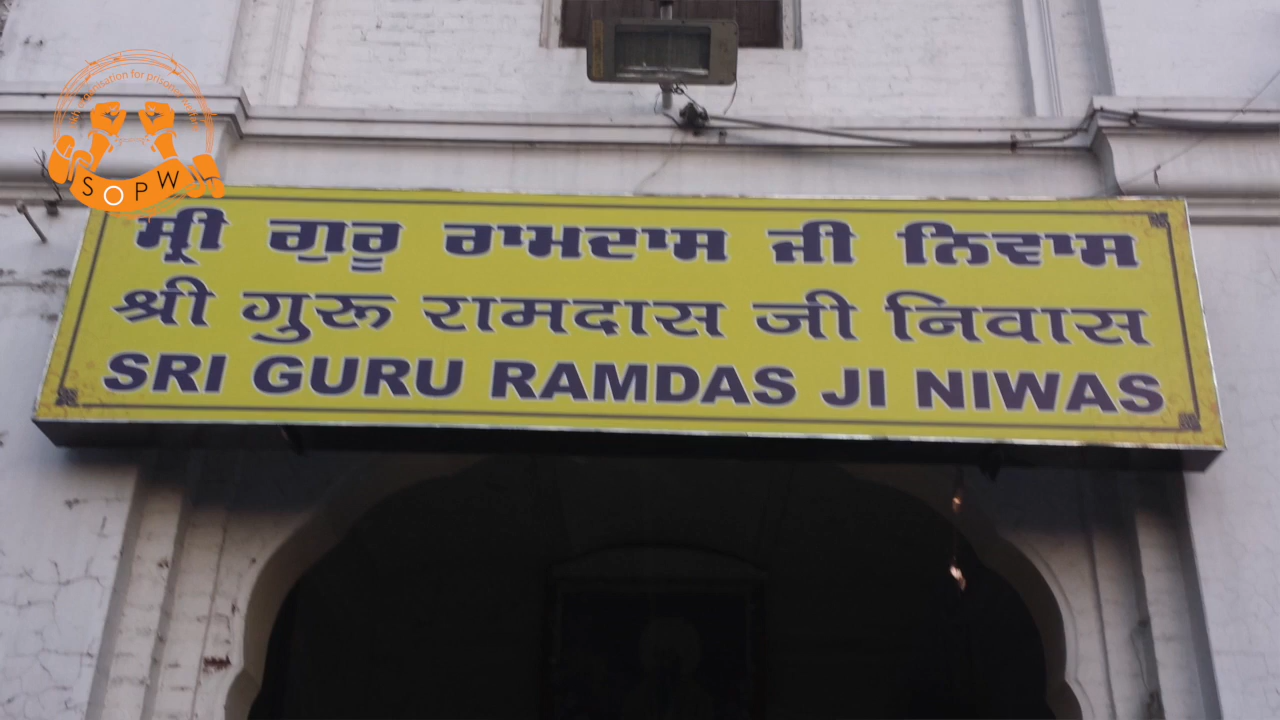 SOPW
ਸ੍ਰੀ ਗੁਰੂ ਰਾਮਦਾਸ ਜੀ ਨਿਵਾਸ
श्री गुरू रामदास जी निवास
SRI GURU RAMDAS JI NIWAS